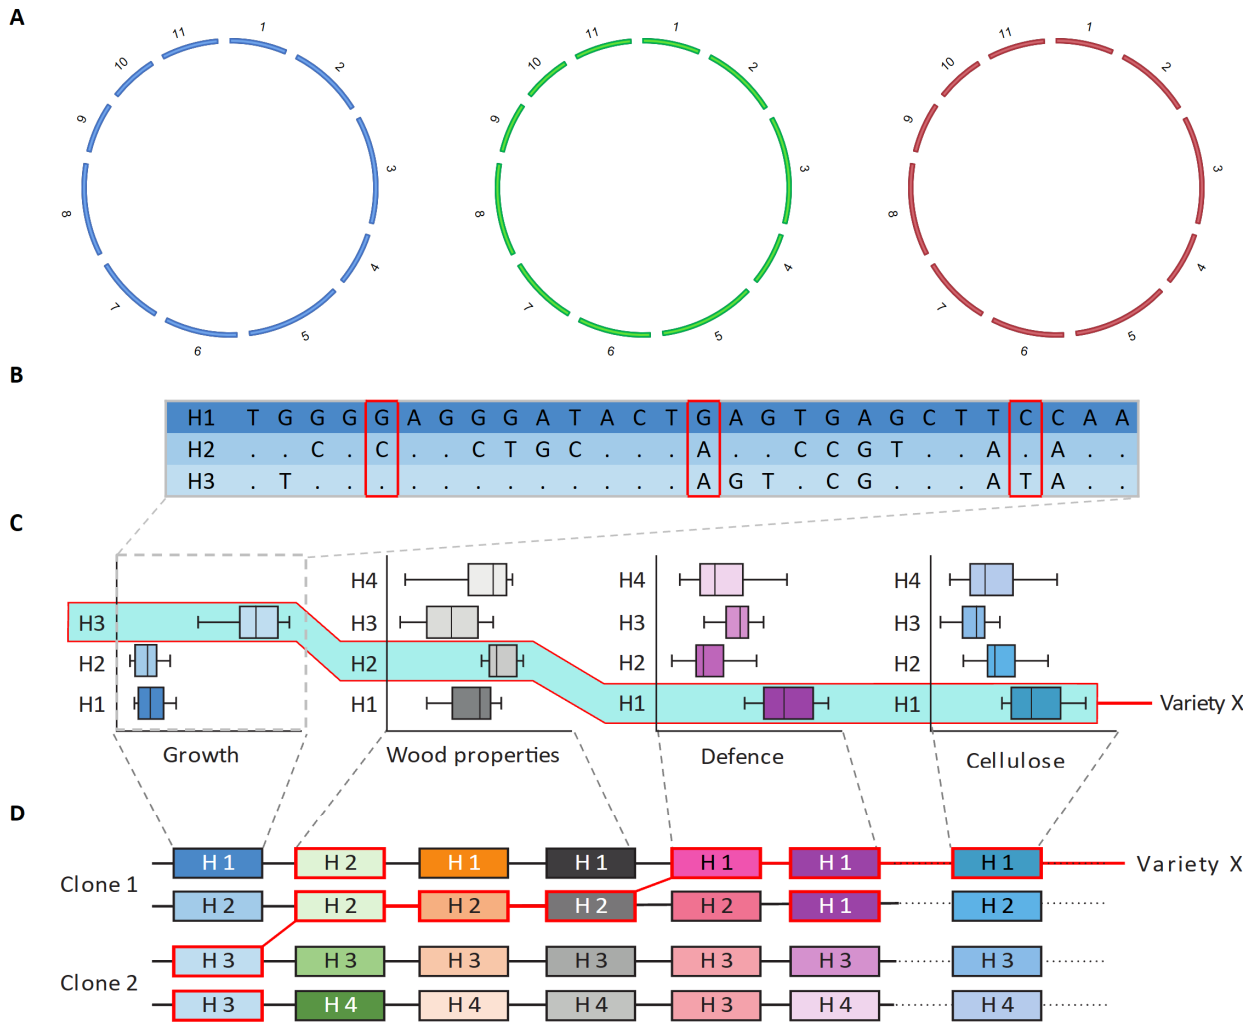 A
1 2 3 4 5 6 7 8 9 10 11
1 2 3 4 5 6 7 8 9 10 11
1 2 3 4 5 6 7 8 9 10 11
B
H1 T G G G G A G G G A T A C T G A G T G A G C T T C C A A
H2 . . C . C . . C T G C . . . A . . C C G T . . A . A . .
H3 . T . . . . . . . . . . . . A G T . C G . . . A T A . .
C
H4 H4 H4
H3 H3 H3 H3
H2 H2 H2 H2
H1 H1 H1 H1 Variety X
Growth Wood properties Defence Cellulose
D
Clone 1
H 1 H 2 H 1 H 1 H 1 H 1 H 1 Variety X
H 2 H 2 H 2 H 2 H 2 H 1 H 2
Clone 2
H 3 H 3 H 3 H 3 H 3 H 3 H 3
H 3 H 4 H 4 H 4 H 3 H 4 H 4